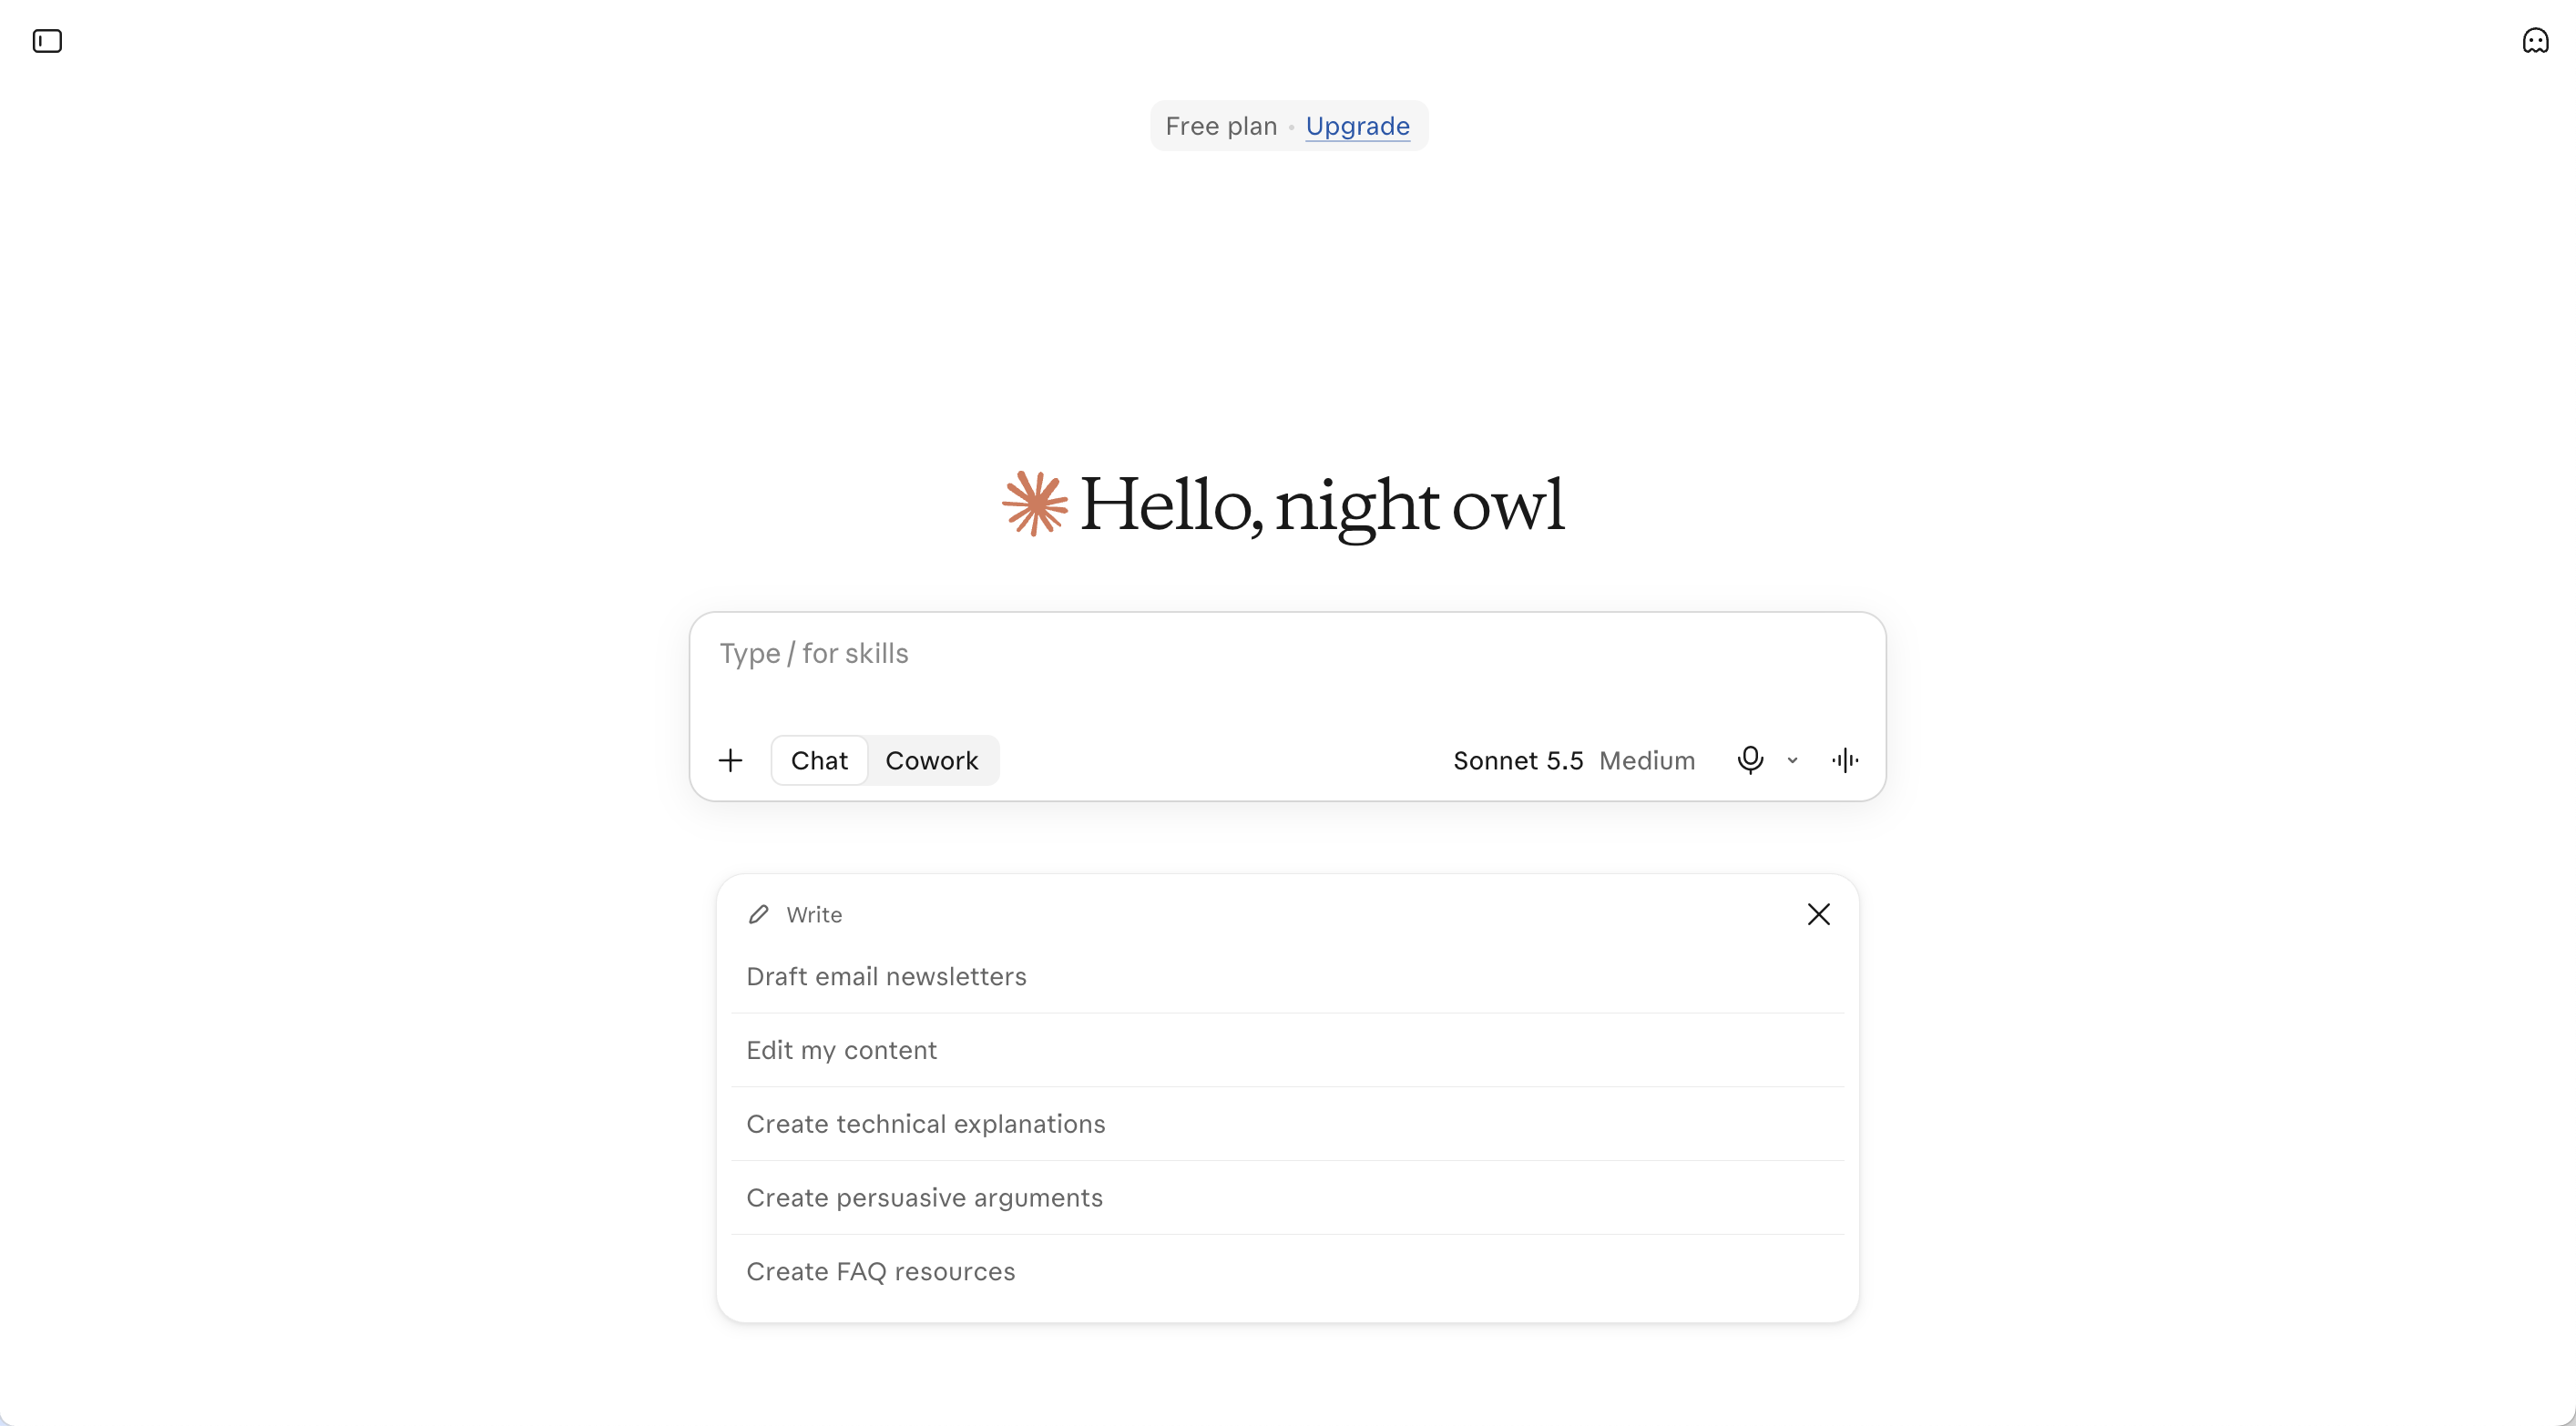 Free plan • Upgrade
Hello, night owl
Type / for skills
Chat Cowork Sonnet 5.5 Medium
Write
Draft email newsletters
Edit my content
Create technical explanations
Create persuasive arguments
Create FAQ resources